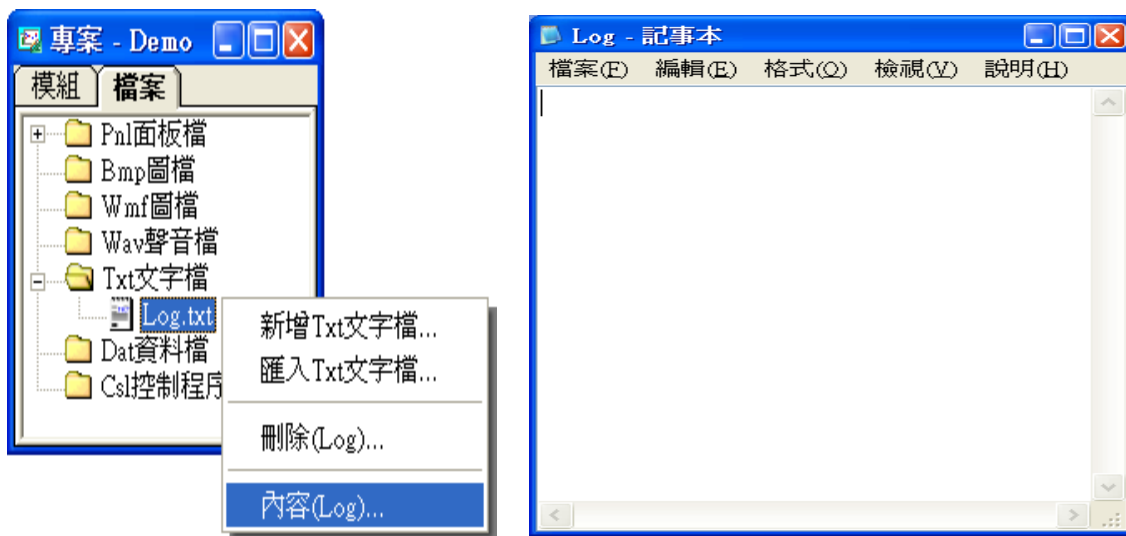 專案 - Demo
模組 檔案
Pnl面板檔
Bmp圖檔
Wmf圖檔
Wav聲音檔
Txt文字檔
Log.txt
Dat資料檔
Csl控制程序
新增Txt文字檔...
匯入Txt文字檔...
刪除(Log)...
內容(Log)...
Log - 記事本
檔案(F) 編輯(E) 格式(O) 檢視(V) 說明(H)